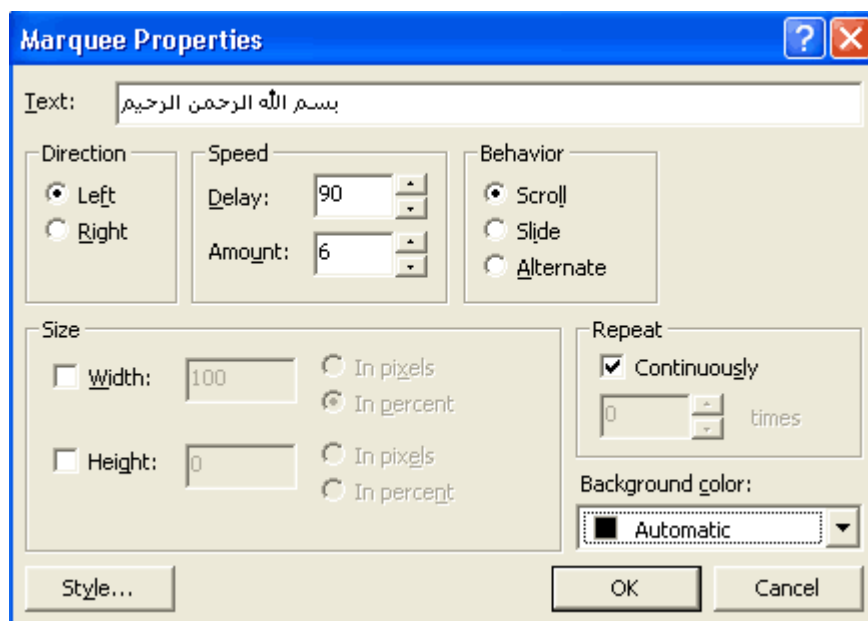 Marquee Properties
Text: بسم الله الرحمن الرحيم
Direction
Left
Right
Speed
Delay: 90
Amount: 6
Behavior
Scroll
Slide
Alternate
Size
Width: 100
In pixels
In percent
Height: 0
In pixels
In percent
Repeat
Continuously
0 times
Background color:
Automatic
Style...
OK
Cancel